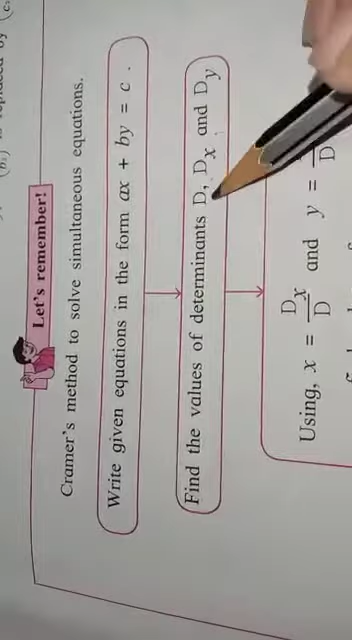 Let's remember!
Cramer's method to solve simultaneous equations.
Write given equations in the form ax + by = c .
Find the values of determinants D, Dx and Dy
Using, x = Dx/D and y = /D